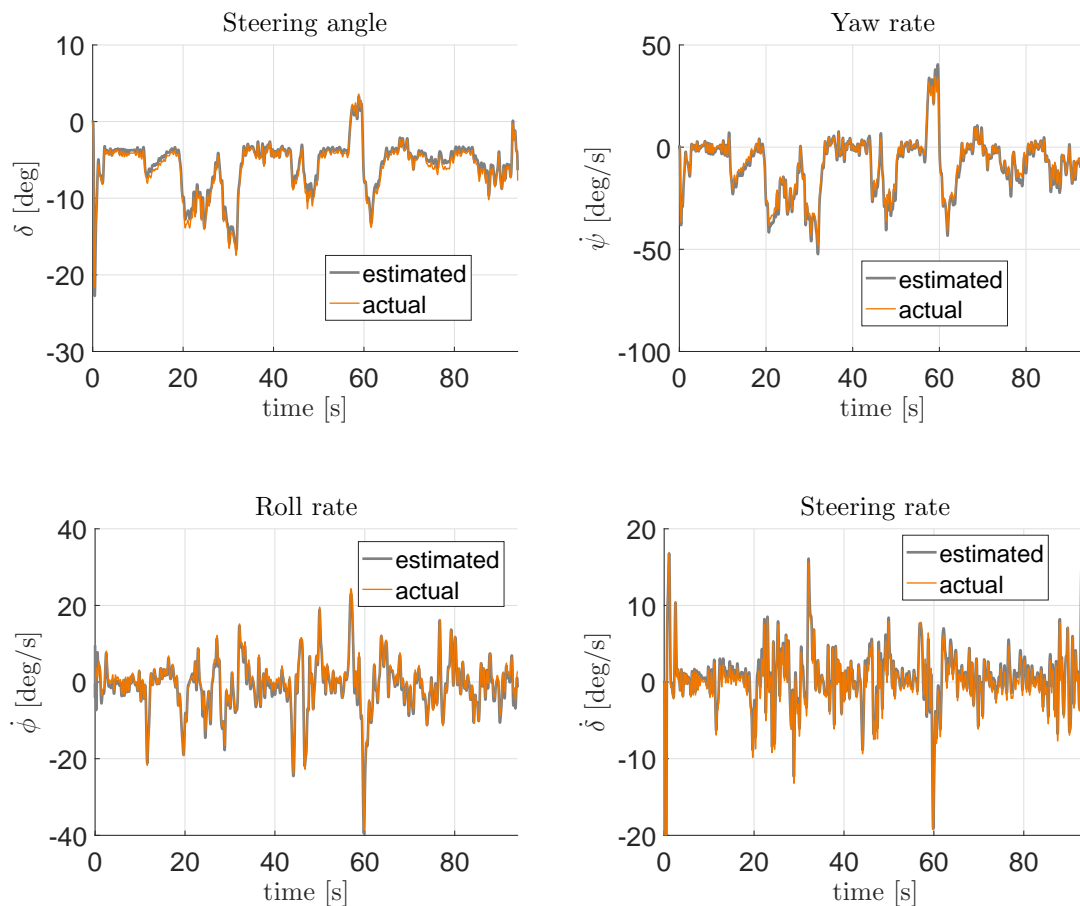 Steering angle
10
0
-10
-20
-30
δ [deg]
estimated
actual
0 20 40 60 80
time [s]
Yaw rate
50
0
-50
-100
ψ̇ [deg/s]
estimated
actual
0 20 40 60 80
time [s]
Roll rate
40
20
0
-20
-40
ϕ̇ [deg/s]
estimated
actual
0 20 40 60 80
time [s]
Steering rate
20
10
0
-10
-20
δ̇ [deg/s]
estimated
actual
0 20 40 60 80
time [s]